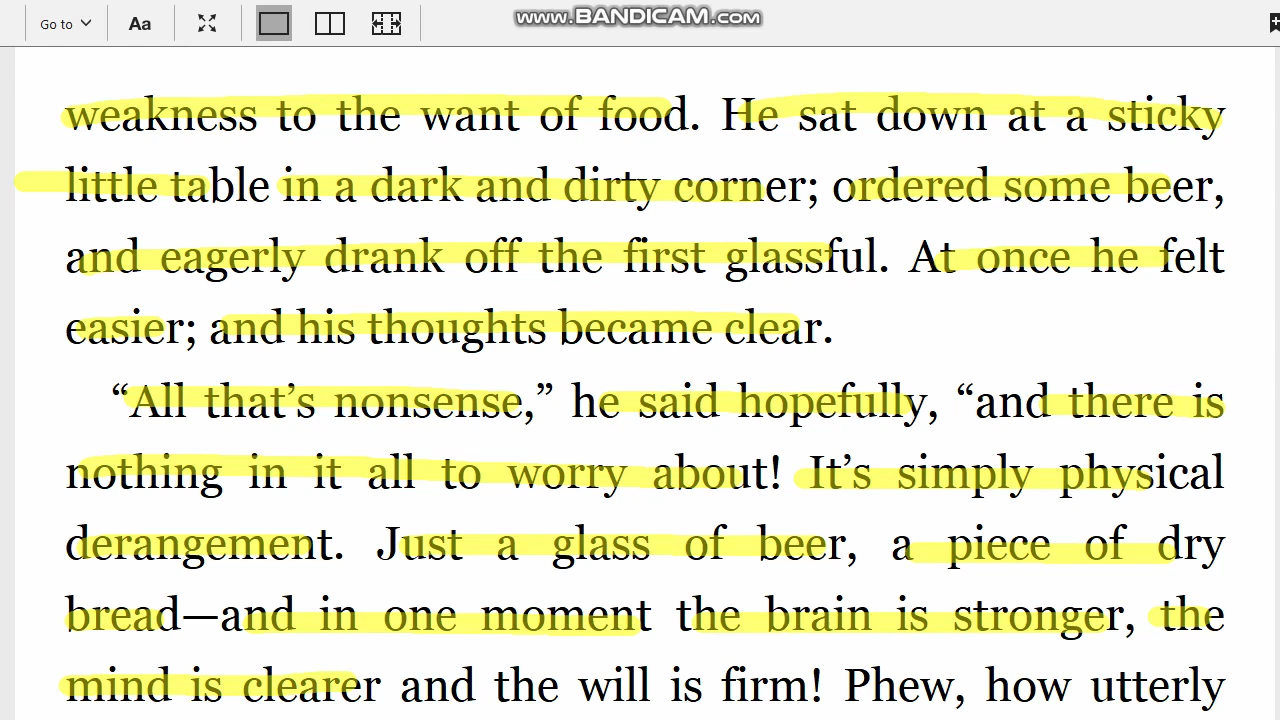 Go to Aa www.BANDICAM.com
weakness to the want of food. He sat down at a sticky
little table in a dark and dirty corner; ordered some beer,
and eagerly drank off the first glassful. At once he felt
easier; and his thoughts became clear.
“All that’s nonsense,” he said hopefully, “and there is
nothing in it all to worry about! It’s simply physical
derangement. Just a glass of beer, a piece of dry
bread—and in one moment the brain is stronger, the
mind is clearer and the will is firm! Phew, how utterly